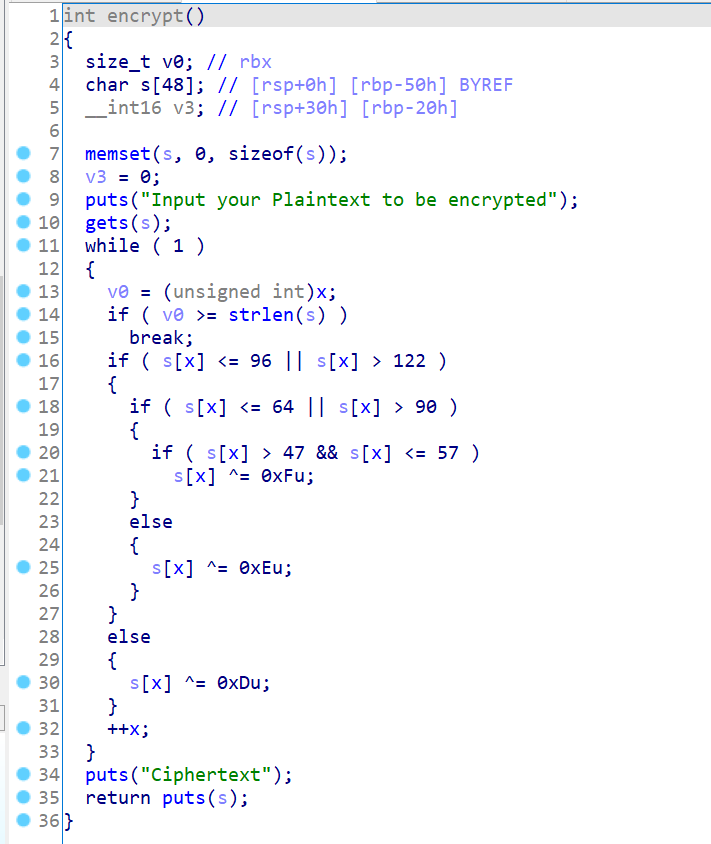 1 int encrypt()
2 {
3   size_t v0; // rbx
4   char s[48]; // [rsp+0h] [rbp-50h] BYREF
5   __int16 v3; // [rsp+30h] [rbp-20h]
6
7   memset(s, 0, sizeof(s));
8   v3 = 0;
9   puts("Input your Plaintext to be encrypted");
10   gets(s);
11   while ( 1 )
12   {
13     v0 = (unsigned int)x;
14     if ( v0 >= strlen(s) )
15       break;
16     if ( s[x] <= 96 || s[x] > 122 )
17     {
18       if ( s[x] <= 64 || s[x] > 90 )
19       {
20         if ( s[x] > 47 && s[x] <= 57 )
21           s[x] ^= 0xFu;
22       }
23       else
24       {
25         s[x] ^= 0xEu;
26       }
27     }
28     else
29     {
30       s[x] ^= 0xDu;
31     }
32     ++x;
33   }
34   puts("Ciphertext");
35   return puts(s);
36 }